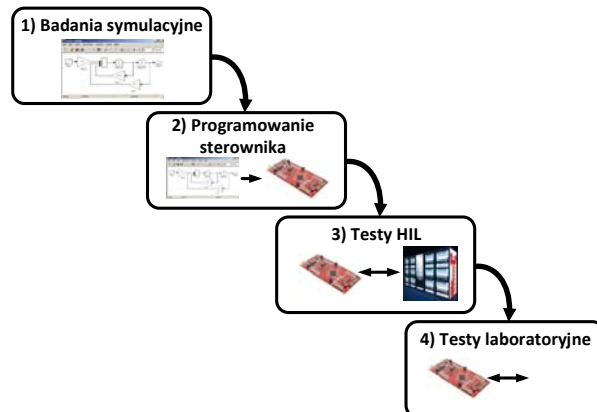 1) Badania symulacyjne
2) Programowanie
sterownika
3) Testy HIL
4) Testy laboratoryjne